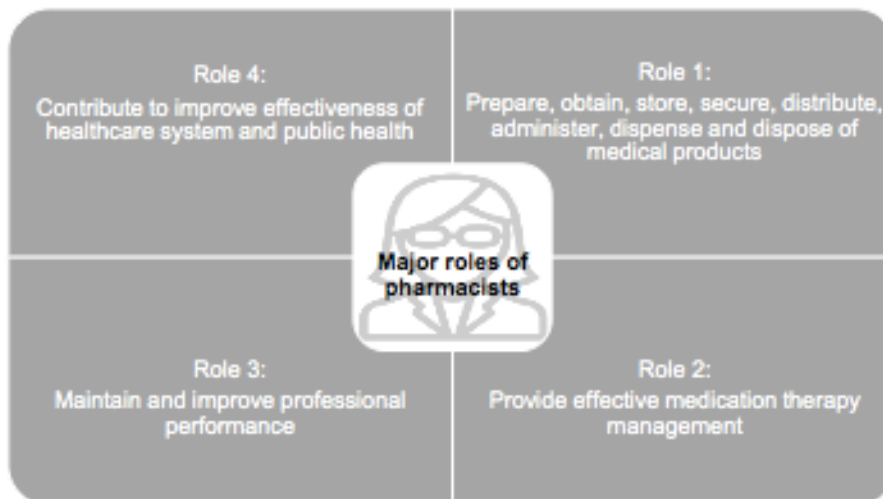 Role 4:
Contribute to improve effectiveness of
healthcare system and public health
Role 1:
Prepare, obtain, store, secure, distribute,
administer, dispense and dispose of
medical products
Major roles of
pharmacists
Role 3:
Maintain and improve professional
performance
Role 2:
Provide effective medication therapy
management